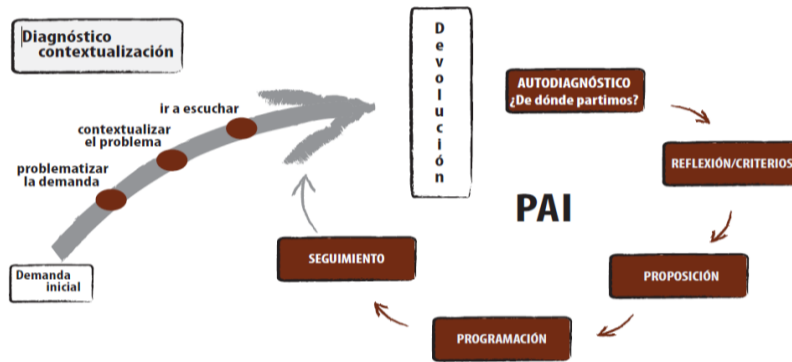 Diagnóstico
contextualización
ir a escuchar
contextualizar
el problema
problematizar
la demanda
Demanda
inicial
Devolución
AUTODIAGNÓSTICO
¿De dónde partimos?
REFLEXIÓN/CRITERIOS
PAI
PROPOSICIÓN
PROGRAMACIÓN
SEGUIMIENTO